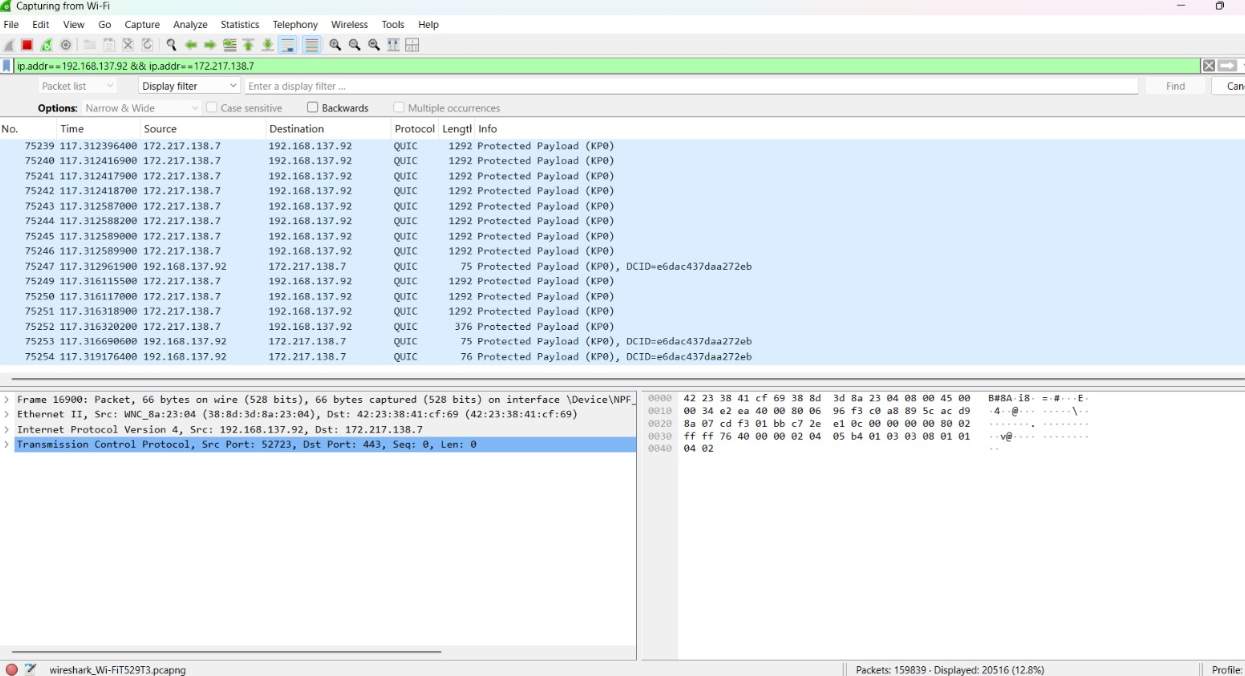 Capturing from Wi-Fi
File Edit View Go Capture Analyze Statistics Telephony Wireless Tools Help
ip.addr==192.168.137.92 && ip.addr==172.217.138.7
Packet list Display filter Enter a display filter ... Find Can
Options: Narrow & Wide Case sensitive Backwards Multiple occurrences
No. Time Source Destination Protocol Length Info
75239 117.312396400 172.217.138.7 192.168.137.92 QUIC 1292 Protected Payload (KP0)
75240 117.312416900 172.217.138.7 192.168.137.92 QUIC 1292 Protected Payload (KP0)
75241 117.312417900 172.217.138.7 192.168.137.92 QUIC 1292 Protected Payload (KP0)
75242 117.312418700 172.217.138.7 192.168.137.92 QUIC 1292 Protected Payload (KP0)
75243 117.312587000 172.217.138.7 192.168.137.92 QUIC 1292 Protected Payload (KP0)
75244 117.312588200 172.217.138.7 192.168.137.92 QUIC 1292 Protected Payload (KP0)
75245 117.312589000 172.217.138.7 192.168.137.92 QUIC 1292 Protected Payload (KP0)
75246 117.312589900 172.217.138.7 192.168.137.92 QUIC 1292 Protected Payload (KP0)
75247 117.312961900 192.168.137.92 172.217.138.7 QUIC 75 Protected Payload (KP0), DCID=e6dac437daa272eb
75249 117.316115500 172.217.138.7 192.168.137.92 QUIC 1292 Protected Payload (KP0)
75250 117.316117000 172.217.138.7 192.168.137.92 QUIC 1292 Protected Payload (KP0)
75251 117.316318900 172.217.138.7 192.168.137.92 QUIC 1292 Protected Payload (KP0)
75252 117.316320200 172.217.138.7 192.168.137.92 QUIC 376 Protected Payload (KP0)
75253 117.316690600 192.168.137.92 172.217.138.7 QUIC 75 Protected Payload (KP0), DCID=e6dac437daa272eb
75254 117.319176400 192.168.137.92 172.217.138.7 QUIC 76 Protected Payload (KP0), DCID=e6dac437daa272eb
Frame 16900: Packet, 66 bytes on wire (528 bits), 66 bytes captured (528 bits) on interface \Device\NPF_
Ethernet II, Src: WNC_8a:23:04 (38:8d:3d:8a:23:04), Dst: 42:23:38:41:cf:69 (42:23:38:41:cf:69)
Internet Protocol Version 4, Src: 192.168.137.92, Dst: 172.217.138.7
Transmission Control Protocol, Src Port: 52723, Dst Port: 443, Seq: 0, Len: 0
0000 42 23 38 41 cf 69 38 8d 3d 8a 23 04 08 00 45 00 B#8A·i8· =·#···E·
0010 00 34 e2 ea 40 00 80 06 96 f3 c0 a8 89 5c ac d9 ·4··@··· ·····\··
0020 8a 07 cd f3 01 bb c7 2e e1 0c 00 00 00 00 80 02 ·······. ········
0030 ff ff 76 40 00 00 02 04 05 b4 01 03 03 08 01 01 ··v@···· ········
0040 04 02 ··
wireshark_Wi-FiT529T3.pcapng Packets: 159839 · Displayed: 20516 (12.8%) Profile: